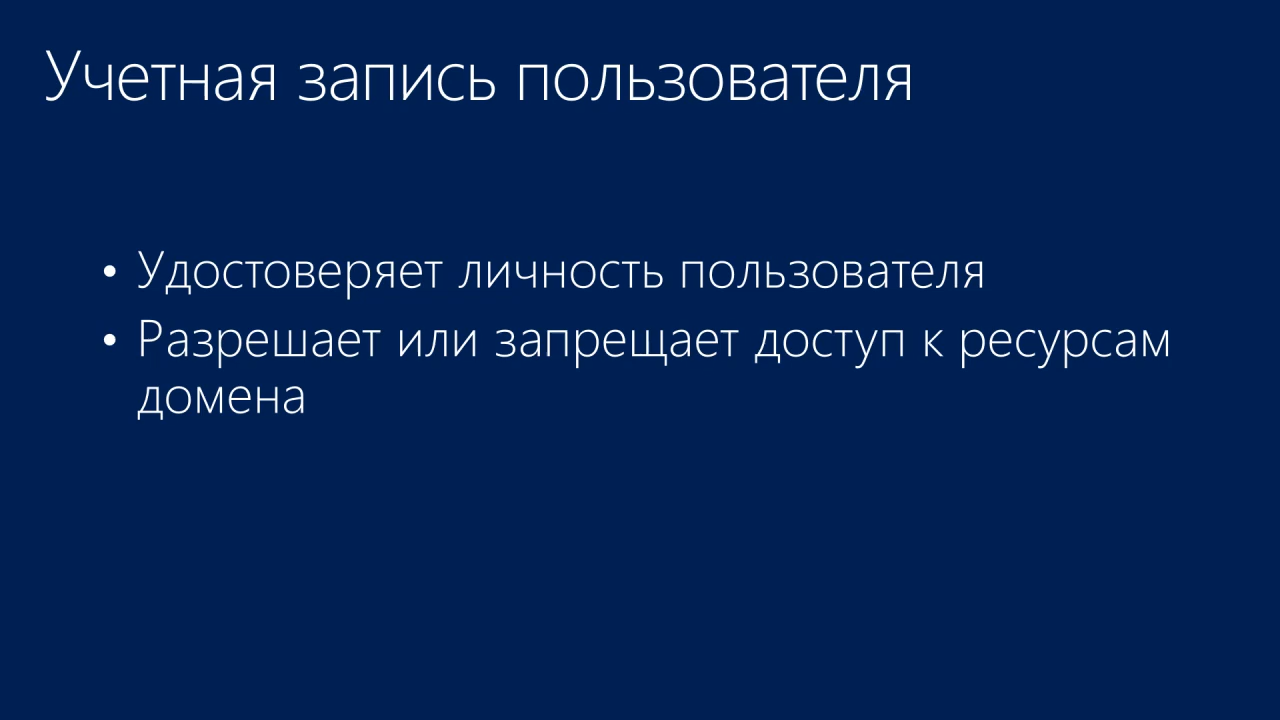 Учетная запись пользователя
• Удостоверяет личность пользователя
• Разрешает или запрещает доступ к ресурсам
домена